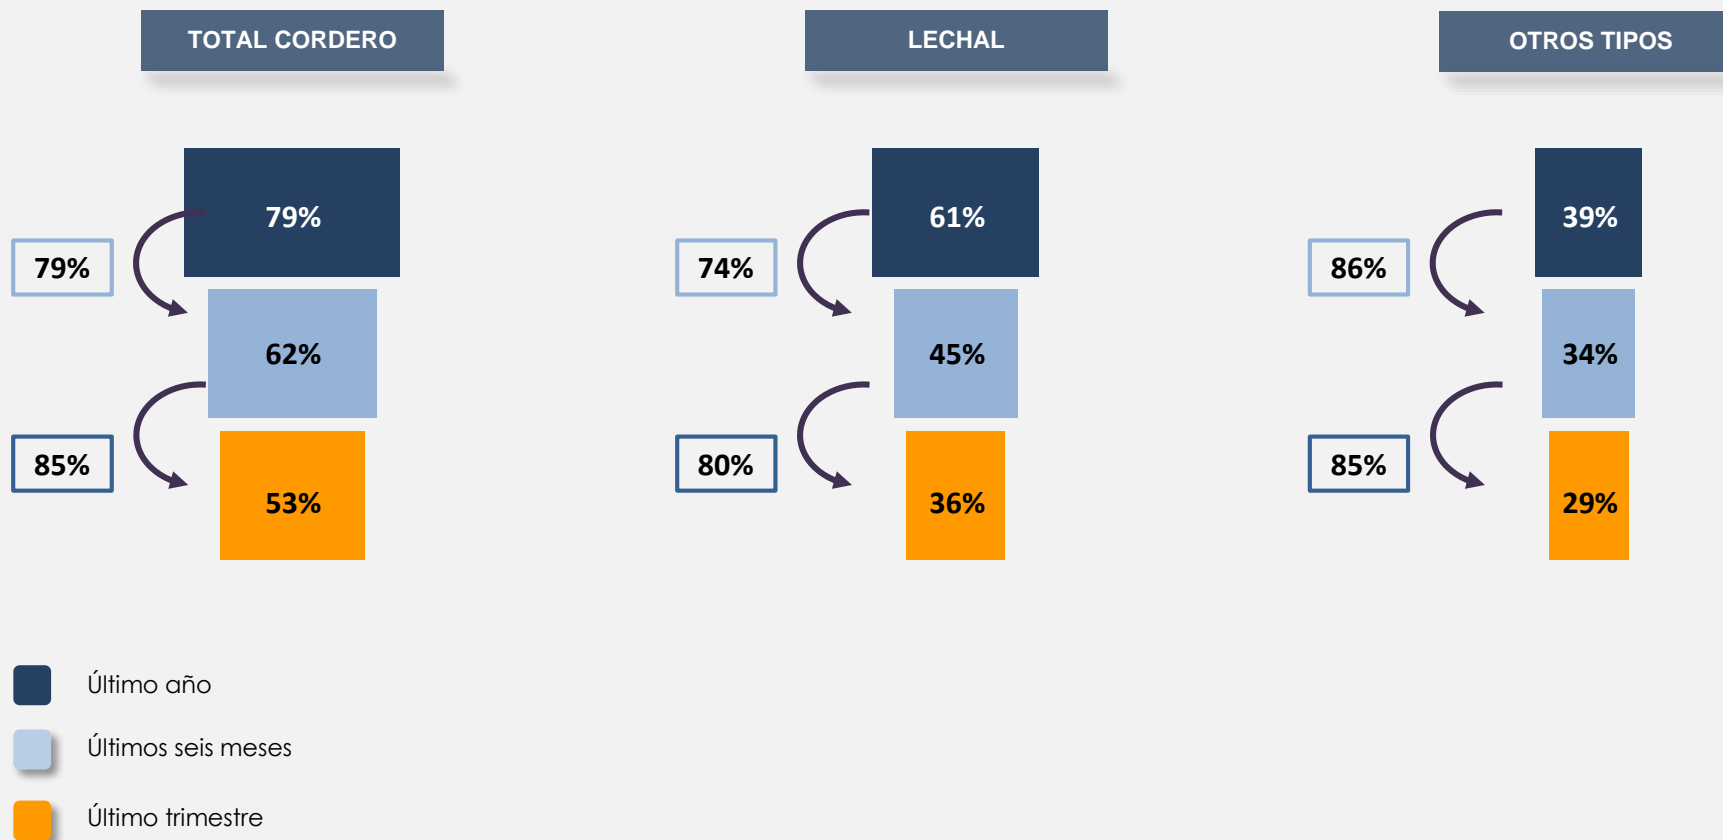 TOTAL CORDERO
LECHAL
OTROS TIPOS
79%
61%
39%
79%
74%
86%
62%
45%
34%
85%
80%
85%
53%
36%
29%
Último año
Últimos seis meses
Último trimestre